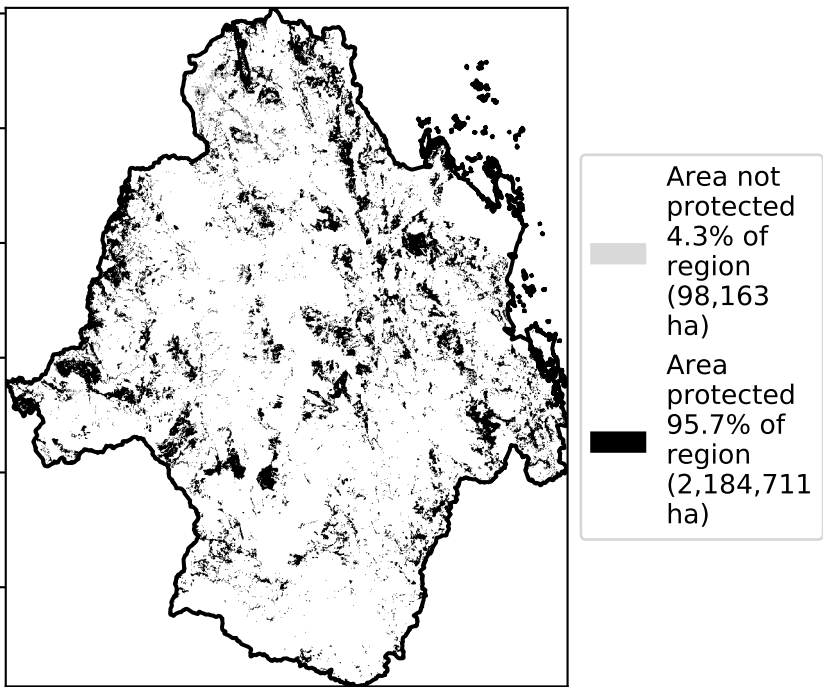 Area not
protected
4.3% of
region
(98,163
ha)
Area
protected
95.7% of
region
(2,184,711
ha)